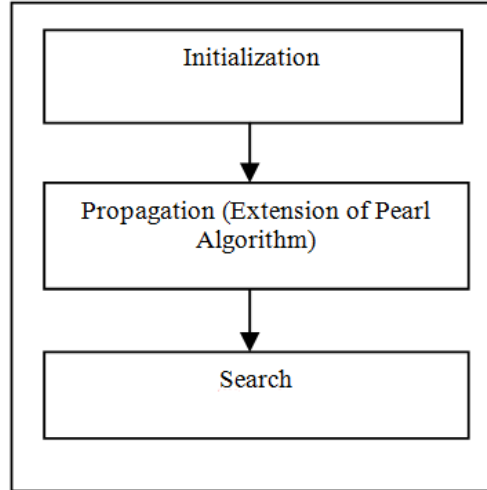 Initialization
Propagation (Extension of Pearl
Algorithm)
Search